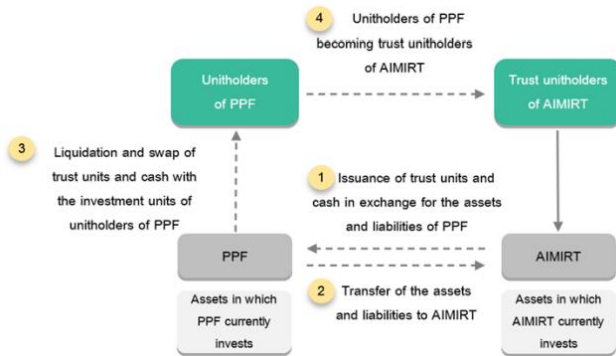 4
Unitholders of PPF
becoming trust unitholders
of AIMIRT
Unitholders
of PPF
Trust unitholders
of AIMIRT
3
Liquidation and swap of
trust units and cash with
the investment units of
unitholders of PPF
1
Issuance of trust units and
cash in exchange for the assets
and liabilities of PPF
PPF
AIMIRT
2
Transfer of the assets
and liabilities to AIMIRT
Assets in which
PPF currently
invests
Assets in which
AIMIRT currently
invests